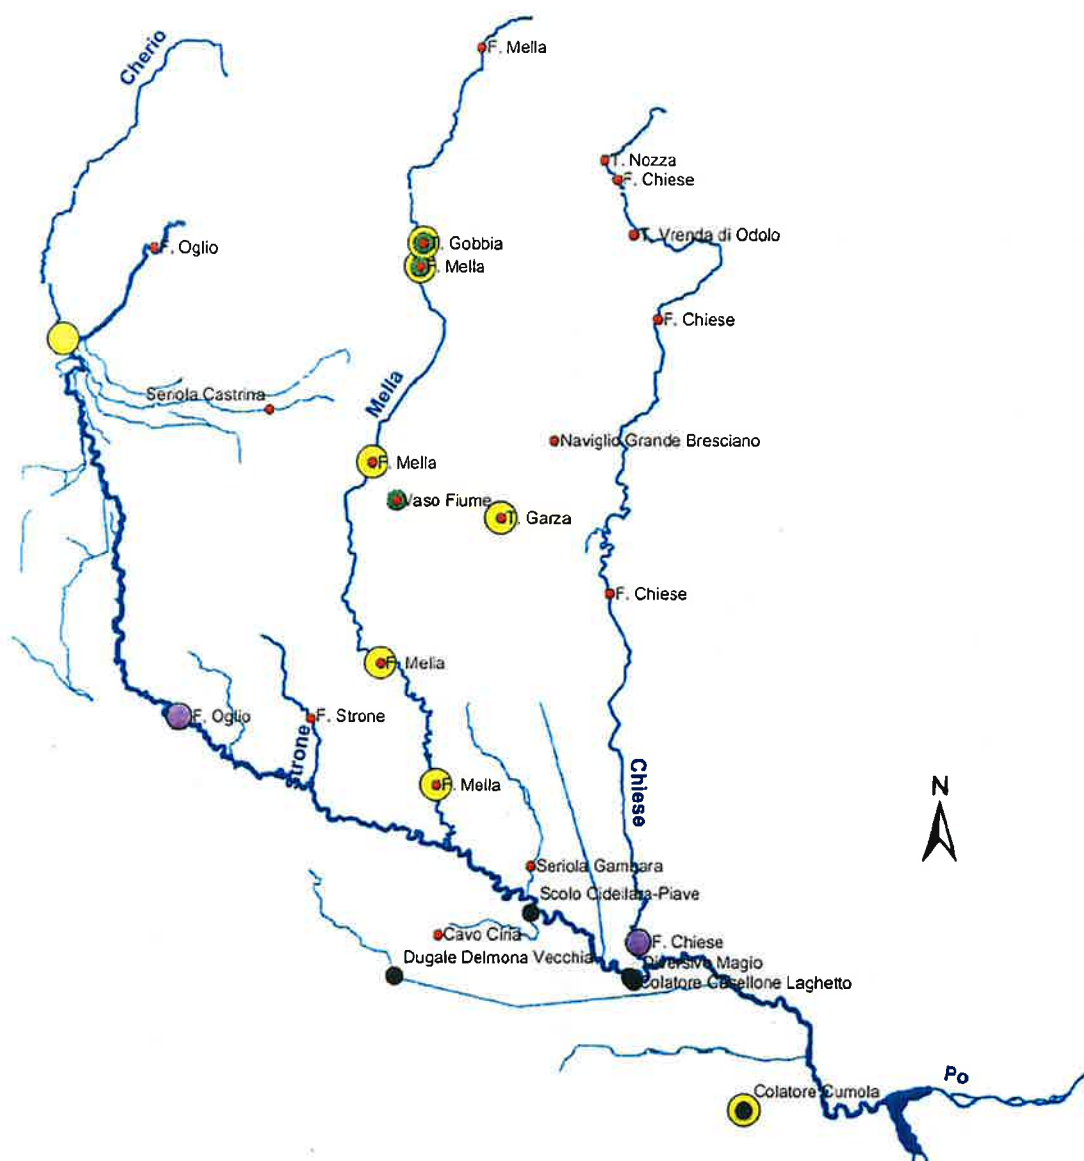 Cherio
F. Mella
T. Nozza
F. Chiese
F. Oglio
T. Gobbia
T. Vrenda di Odolo
F. Mella
F. Chiese
Mella
Seriola Castrina
F. Mella
Naviglio Grande Bresciano
Vaso Fiume
T. Garza
F. Chiese
F. Mella
F. Oglio
F. Strone
Strone
F. Mella
Chiese
N
Seriola Gambara
Scolo Cidellara-Piave
Cavo Ciria
F. Chiese
Dugale Delmona Vecchia
Diversivo Magio
Colatore Casellone Laghetto
Po
Colatore Cumola